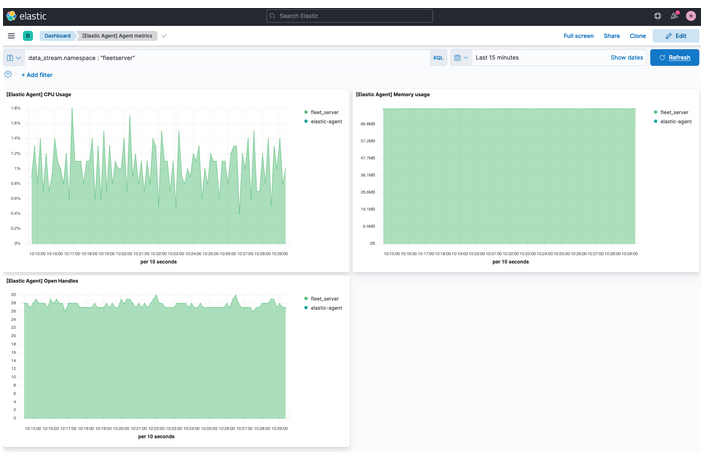 elastic
Search Elastic
D
Dashboard
[Elastic Agent] Agent metrics
Full screen
Share
Clone
Edit
data_stream.namespace : "fleetserver"
KQL
Last 15 minutes
Show dates
Refresh
+ Add filter
[Elastic Agent] CPU Usage
1.8%
1.6%
1.4%
1.2%
1%
0.8%
0.6%
0.4%
0.2%
0%
10:15:00 10:16:00 10:17:00 10:18:00 10:19:00 10:20:00 10:21:00 10:22:00 10:23:00 10:24:00 10:25:00 10:26:00 10:27:00 10:28:00 10:29:00
per 10 seconds
fleet_server
elastic-agent
[Elastic Agent] Memory usage
66.8MB
57.2MB
47.7MB
38.1MB
28.6MB
19.1MB
9.5MB
0B
10:15:00 10:16:00 10:17:00 10:18:00 10:19:00 10:20:00 10:21:00 10:22:00 10:23:00 10:24:00 10:25:00 10:26:00 10:27:00 10:28:00 10:29:00
per 10 seconds
fleet_server
elastic-agent
[Elastic Agent] Open Handles
30
28
26
24
22
20
18
16
14
12
10
8
6
4
2
0
10:15:00 10:16:00 10:17:00 10:18:00 10:19:00 10:20:00 10:21:00 10:22:00 10:23:00 10:24:00 10:25:00 10:26:00 10:27:00 10:28:00 10:29:00
per 10 seconds
fleet_server
elastic-agent